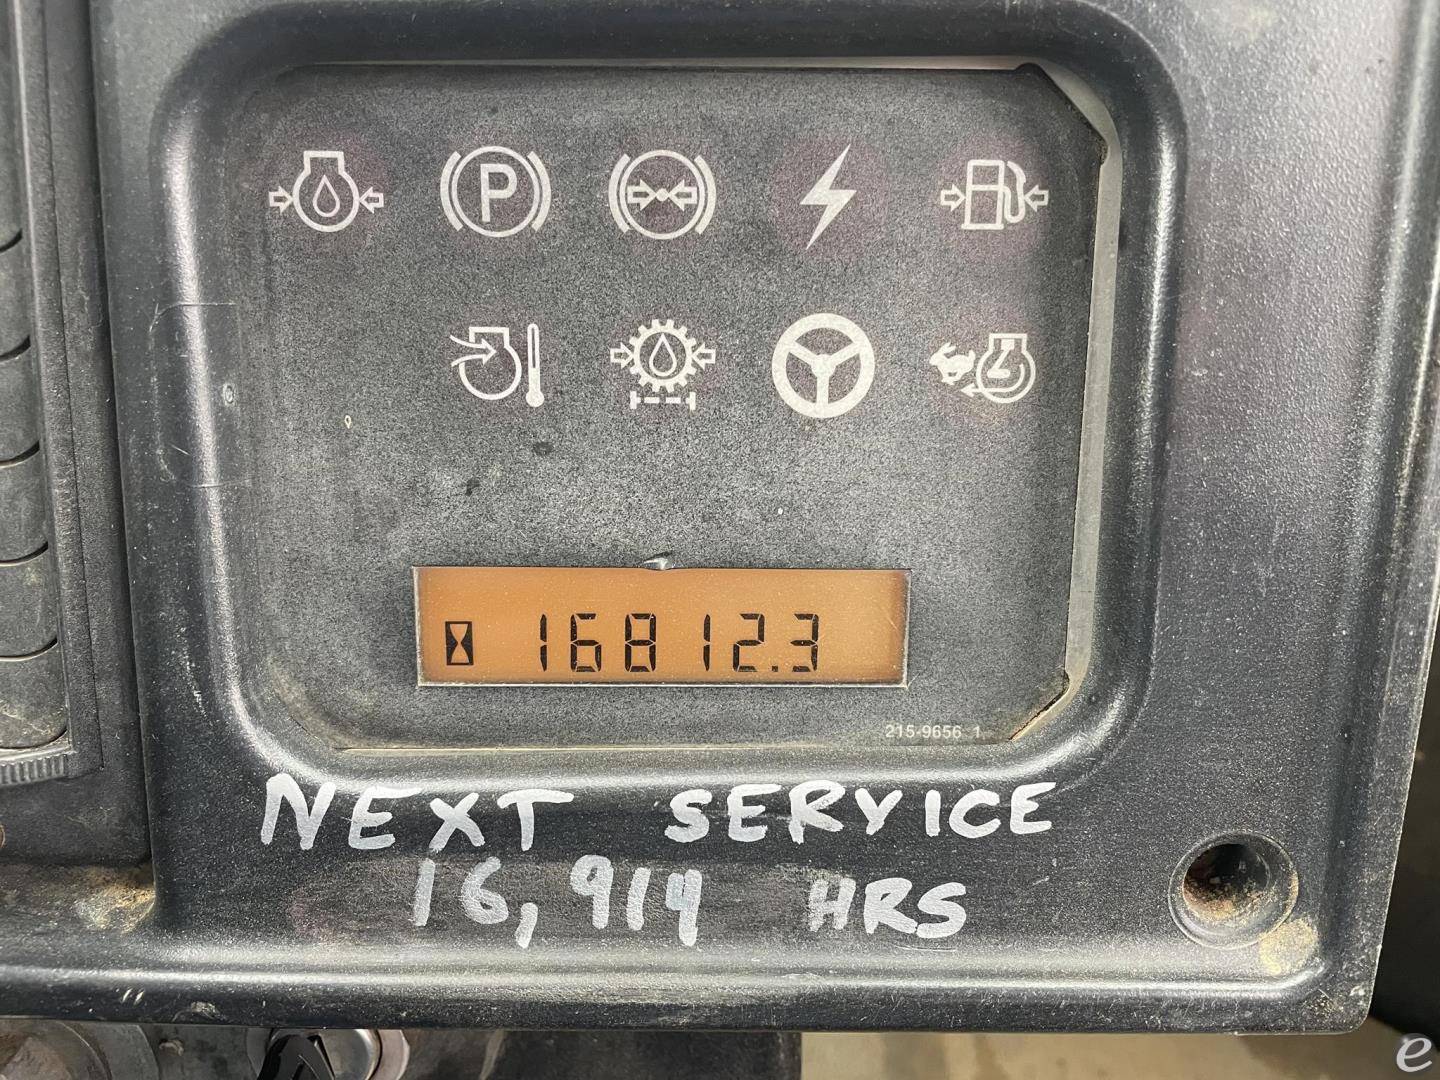 P
16812.3
215-9656 1
NEXT SERVICE
16,914 HRS
e